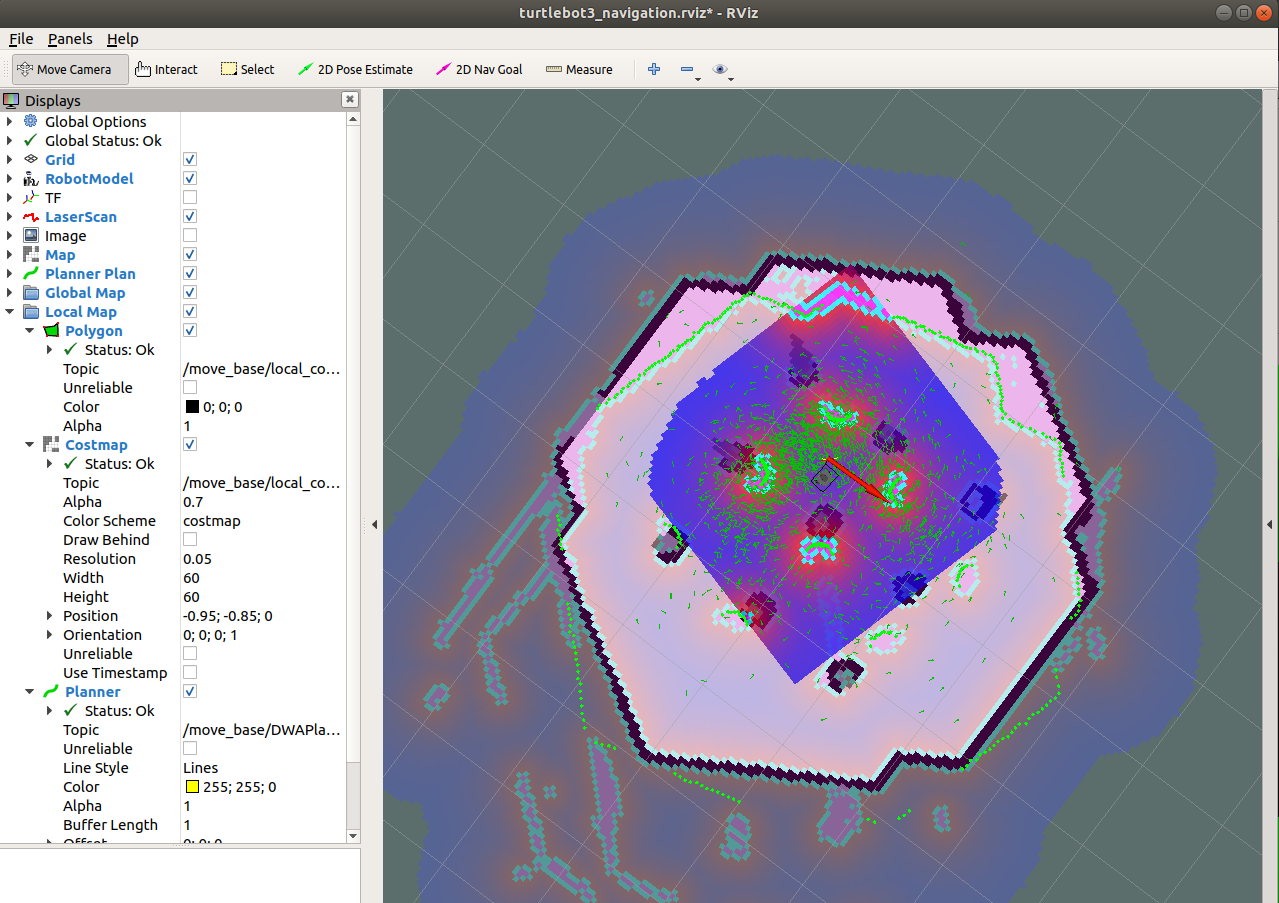 turtlebot3_navigation.rviz* - RViz
File Panels Help
Move Camera Interact Select 2D Pose Estimate 2D Nav Goal Measure
Displays
Global Options
Global Status: Ok
Grid
RobotModel
TF
LaserScan
Image
Map
Planner Plan
Global Map
Local Map
Polygon
Status: Ok
Topic /move_base/local_co...
Unreliable
Color 0; 0; 0
Alpha 1
Costmap
Status: Ok
Topic /move_base/local_co...
Alpha 0.7
Color Scheme costmap
Draw Behind
Resolution 0.05
Width 60
Height 60
Position -0.95; -0.85; 0
Orientation 0; 0; 0; 1
Unreliable
Use Timestamp
Planner
Status: Ok
Topic /move_base/DWAPla...
Unreliable
Line Style Lines
Color 255; 255; 0
Alpha 1
Buffer Length 1
Offset 0; 0; 0